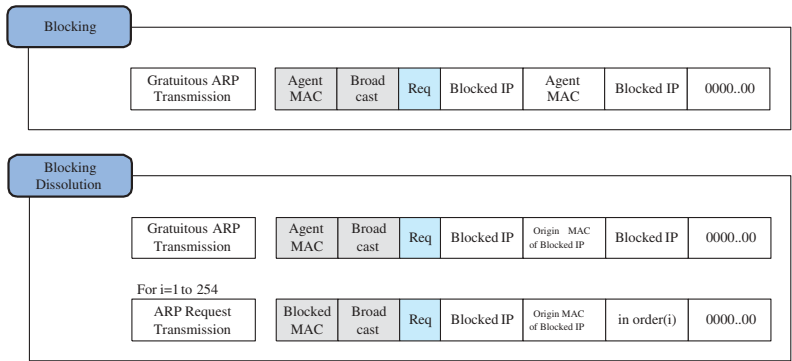 Blocking
Gratuitous ARP
Transmission
Agent
MAC
Broad
cast
Req
Blocked IP
Agent
MAC
Blocked IP
0000..00
Blocking
Dissolution
Gratuitous ARP
Transmission
Agent
MAC
Broad
cast
Req
Blocked IP
Origin MAC
of Blocked IP
Blocked IP
0000..00
For i=1 to 254
ARP Request
Transmission
Blocked
MAC
Broad
cast
Req
Blocked IP
Origin MAC
of Blocked IP
in order(i)
0000..00